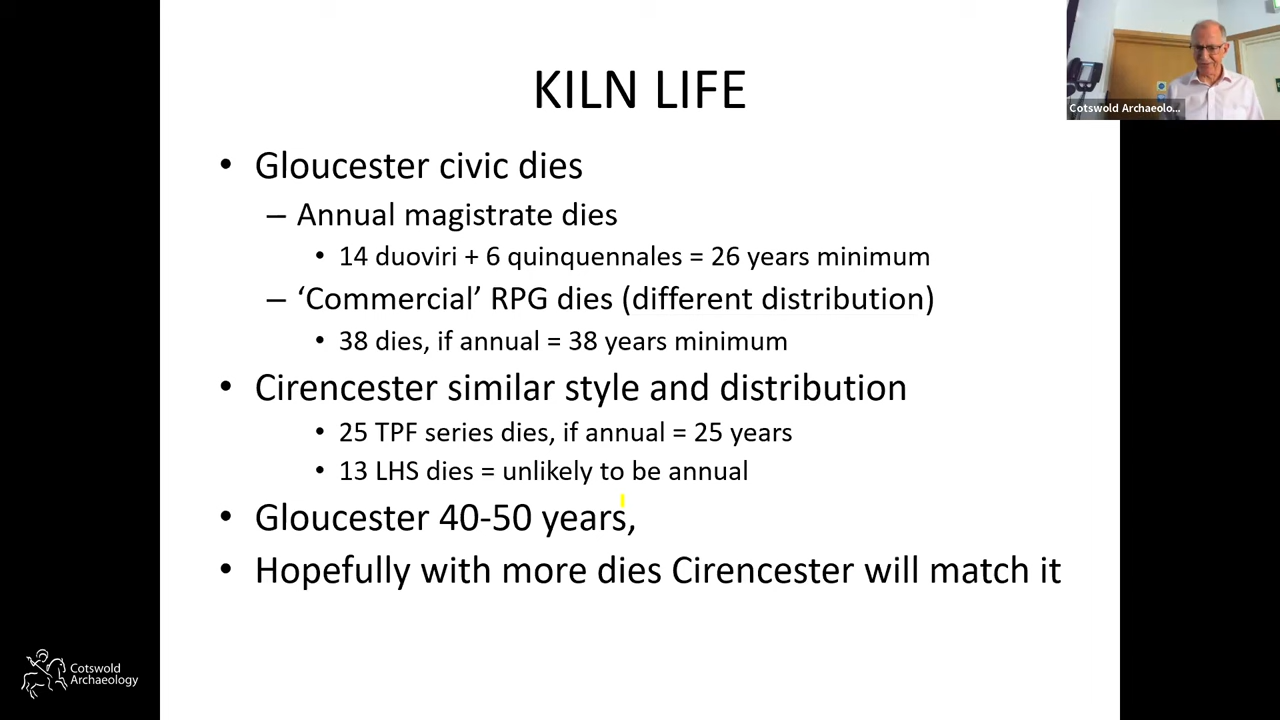 KILN LIFE
• Gloucester civic dies
– Annual magistrate dies
• 14 duoviri + 6 quinquennales = 26 years minimum
– ‘Commercial’ RPG dies (different distribution)
• 38 dies, if annual = 38 years minimum
• Cirencester similar style and distribution
• 25 TPF series dies, if annual = 25 years
• 13 LHS dies = unlikely to be annual
• Gloucester 40-50 years,
• Hopefully with more dies Cirencester will match it
Cotswold Archaeolo...
Cotswold
Archaeology